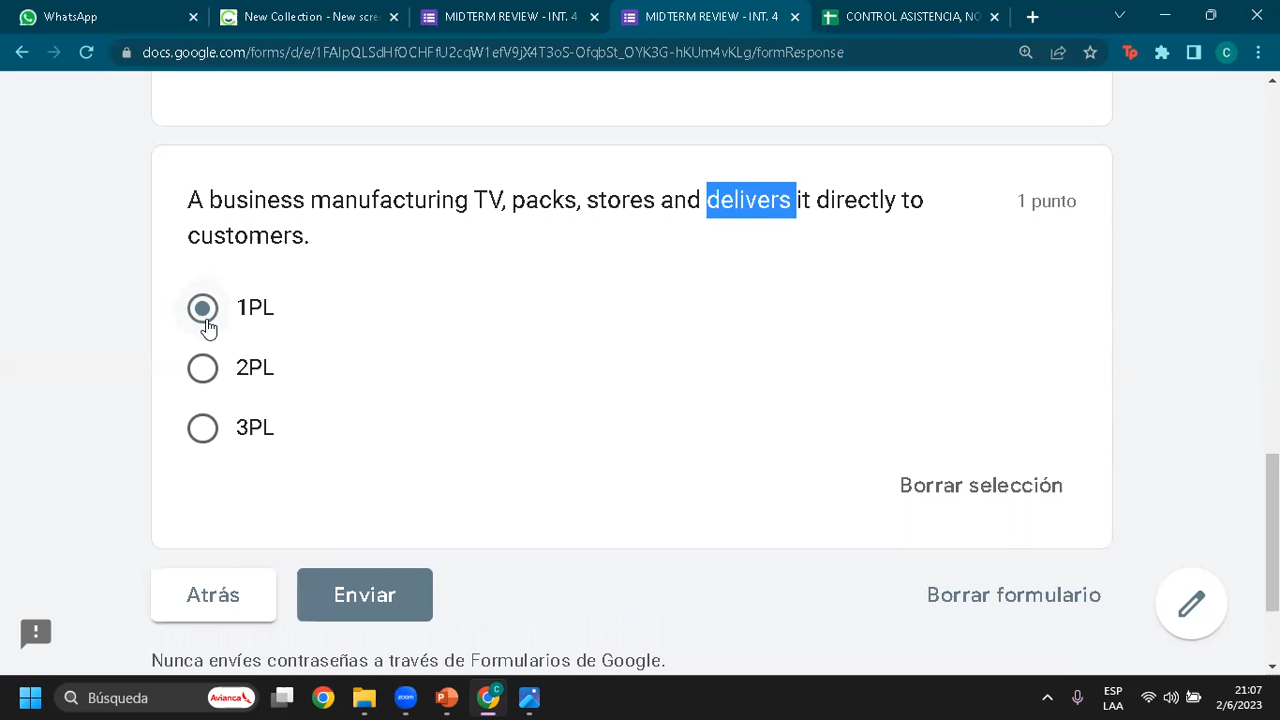 WhatsApp
New Collection - New scre
MIDTERM REVIEW - INT. 4
MIDTERM REVIEW - INT. 4
CONTROL ASISTENCIA, NO
docs.google.com/forms/d/e/1FAIpQLSdHfOCHFfU2cqW1efV9jX4T3oS-OfqbSt_OYK3G-hKUm4vKLg/formResponse
Tp
C
A business manufacturing TV, packs, stores and delivers it directly to
customers.
1 punto
1PL
2PL
3PL
Borrar selección
Atrás
Enviar
Borrar formulario
Nunca envíes contraseñas a través de Formularios de Google.
Búsqueda
Avianca
zoom
P
C
ESP
LAA
21:07
2/6/2023